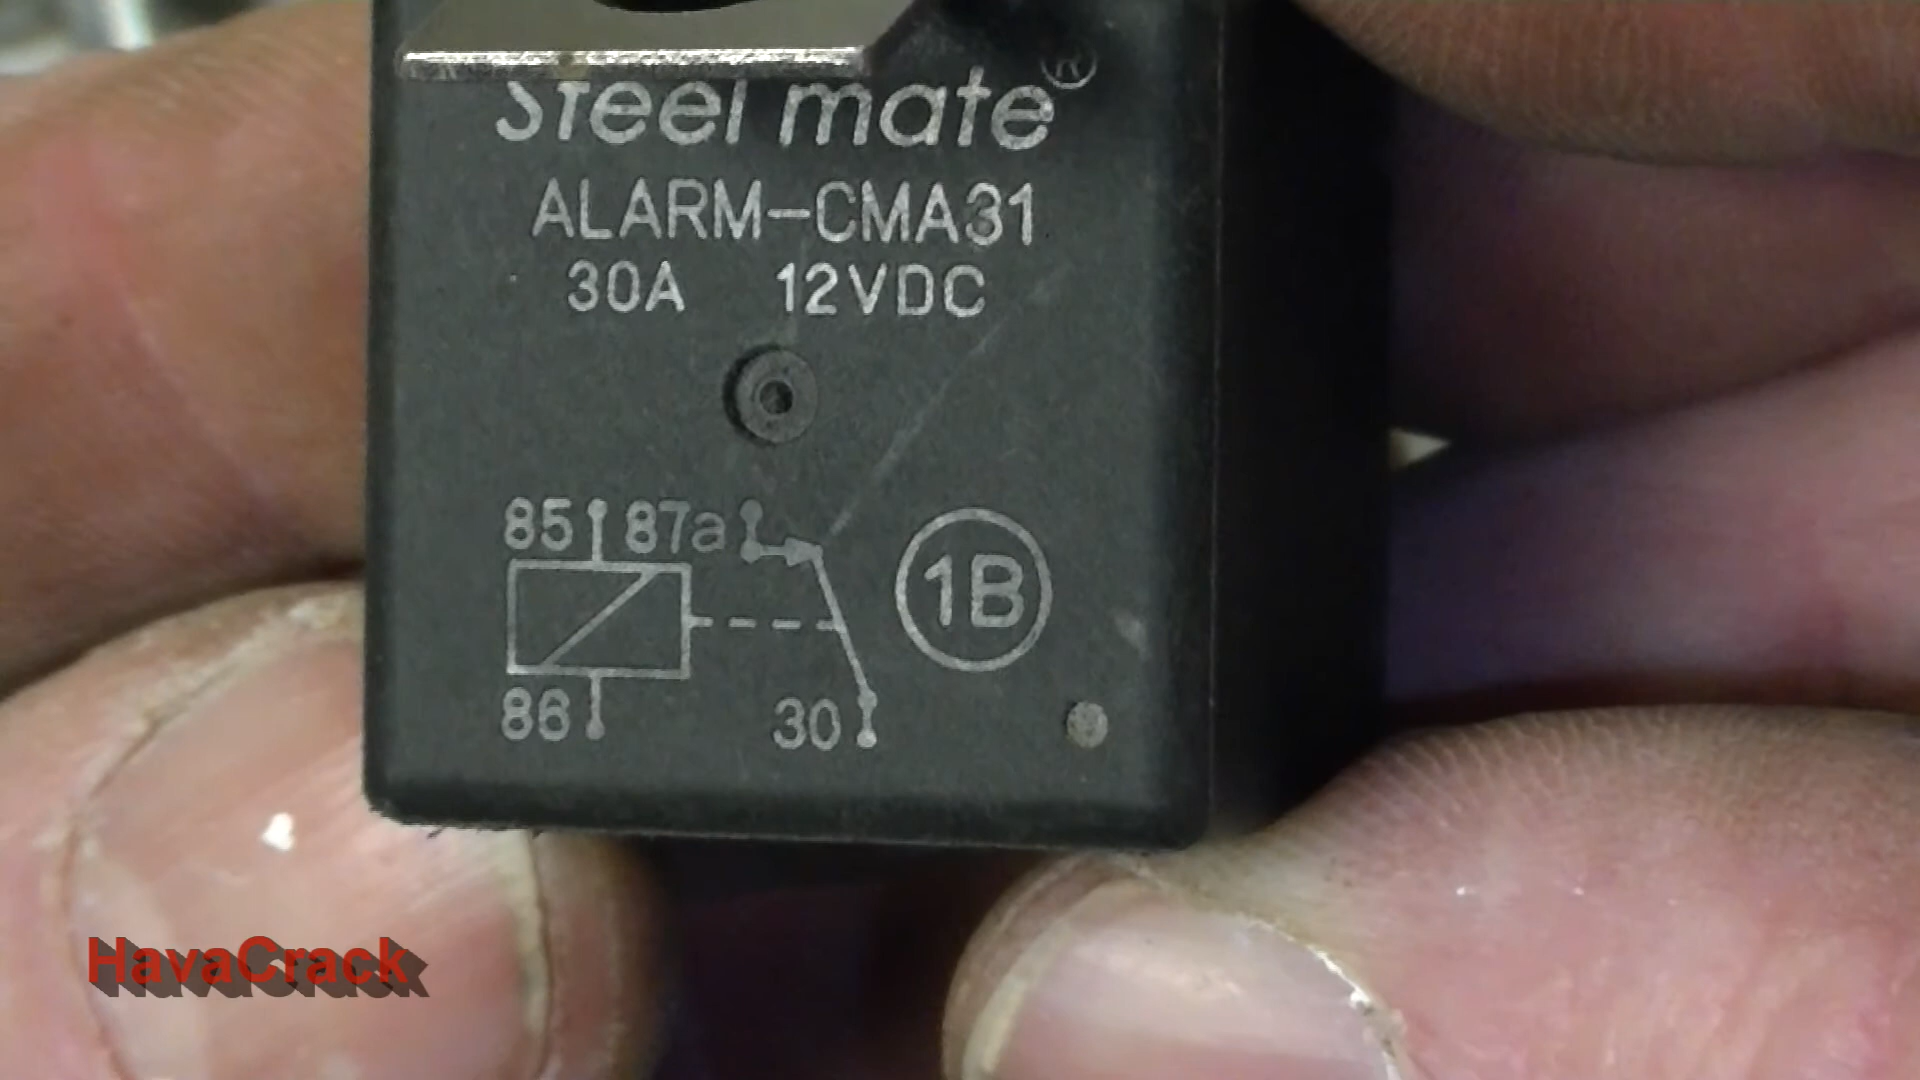 Steel mate®
ALARM-CMA31
30A 12VDC
85 87a
1B
86 30
HavaCrack